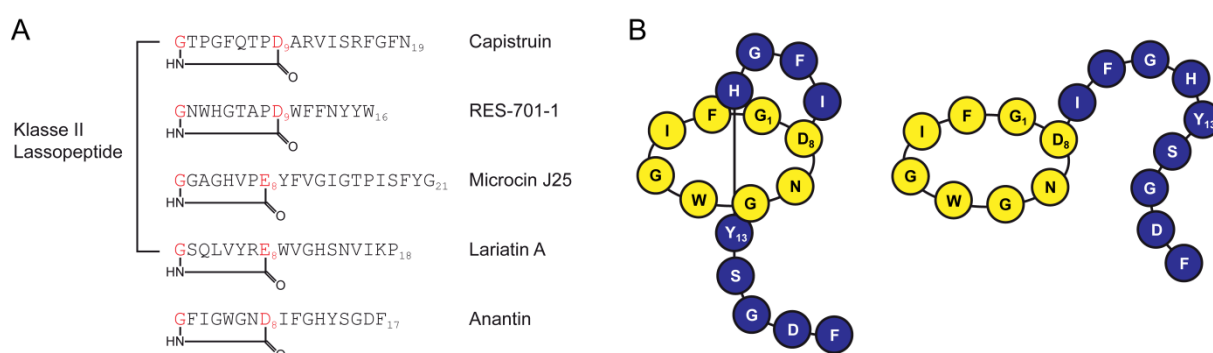 A
GTPGFQTPD9ARVISRFGFN19 Capistruin
HN O
GNWHGTAPD9WFFNYYW16 RES-701-1
HN O
Klasse II
Lassopeptide
GGAGHVPE8YFVGIGTPISFYG21 Microcin J25
HN O
GSQLVYRE8WVGHSNVIKP18 Lariatin A
HN O
GFIGWGND8IFGHYSGDF17 Anantin
HN O
B
G F
H I
F G1
I D8
G N
W G
Y13
S
G D F
F G
I H
F G1 Y13
I D8 S
G N G
W G D
F